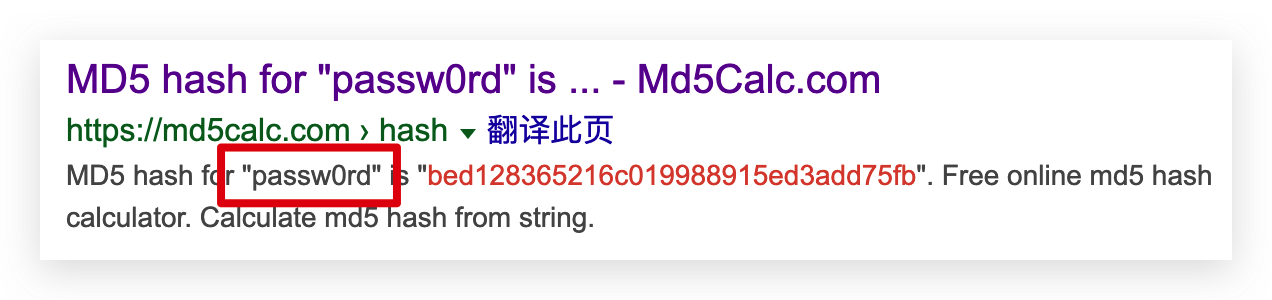 MD5 hash for "passw0rd" is ... - Md5Calc.com
https://md5calc.com › hash 翻译此页
MD5 hash for "passw0rd" is "bed128365216c019988915ed3add75fb". Free online md5 hash
calculator. Calculate md5 hash from string.